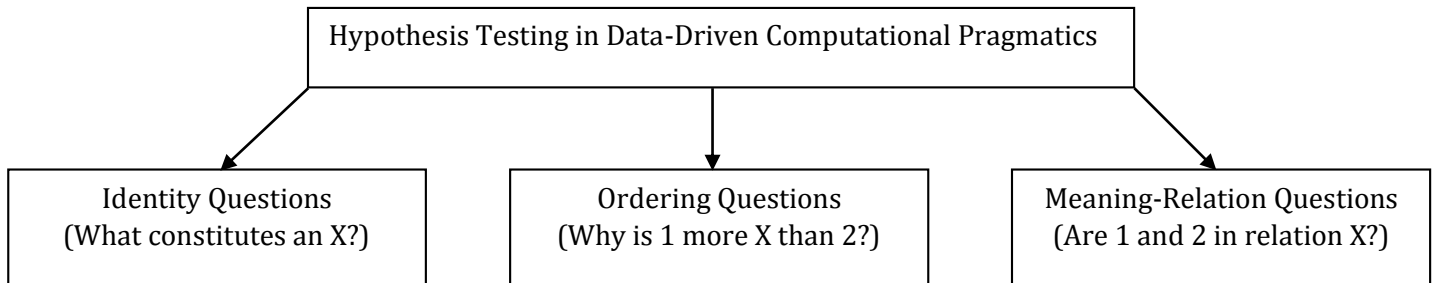 Hypothesis Testing in Data-Driven Computational Pragmatics
Identity Questions
(What constitutes an X?)
Ordering Questions
(Why is 1 more X than 2?)
Meaning-Relation Questions
(Are 1 and 2 in relation X?)